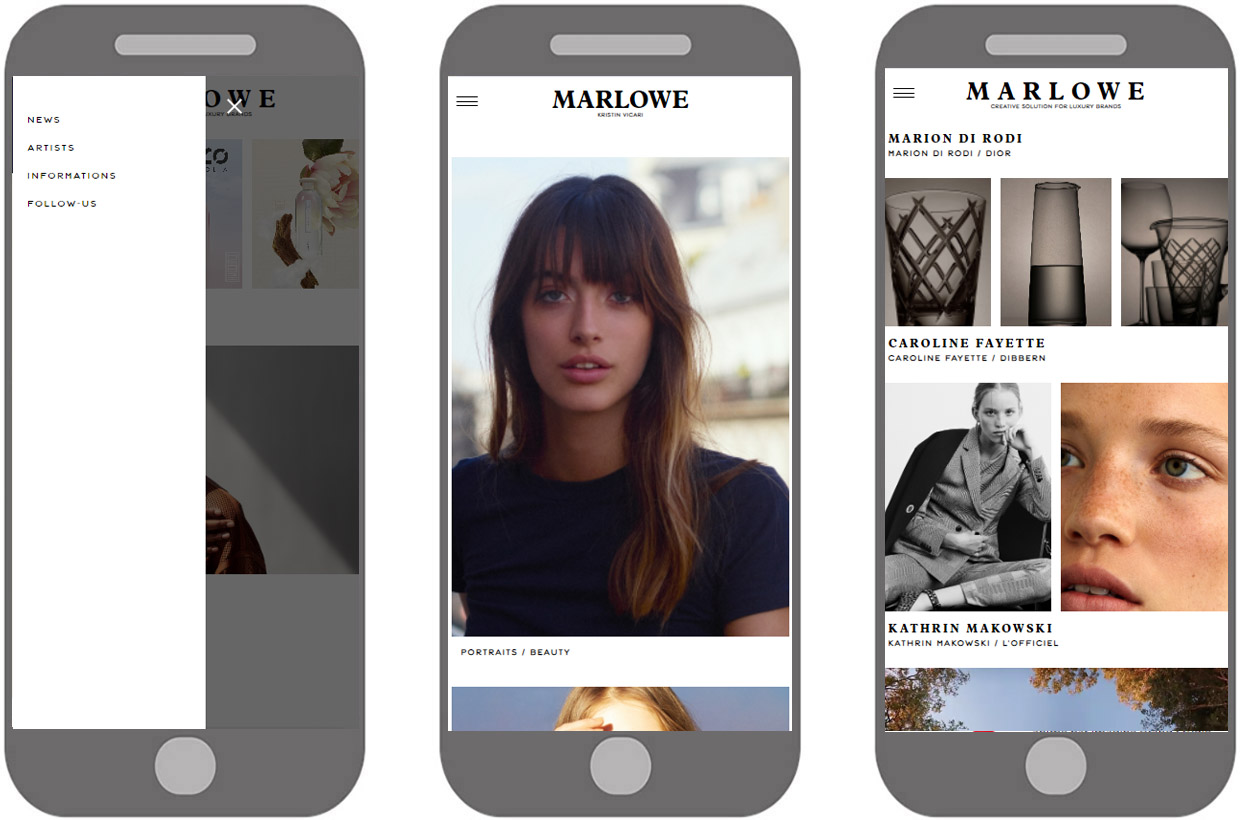 NEWS
ARTISTS
INFORMATIONS
FOLLOW-US
OWE
LUXURY BRANDS
CO
MARLOWE
KRISTIN VICARI
PORTRAITS / BEAUTY
MARLOWE
CREATIVE SOLUTION FOR LUXURY BRANDS
MARION DI RODI
MARION DI RODI / DIOR
CAROLINE FAYETTE
CAROLINE FAYETTE / DIBBERN
KATHRIN MAKOWSKI
KATHRIN MAKOWSKI / L'OFFICIEL